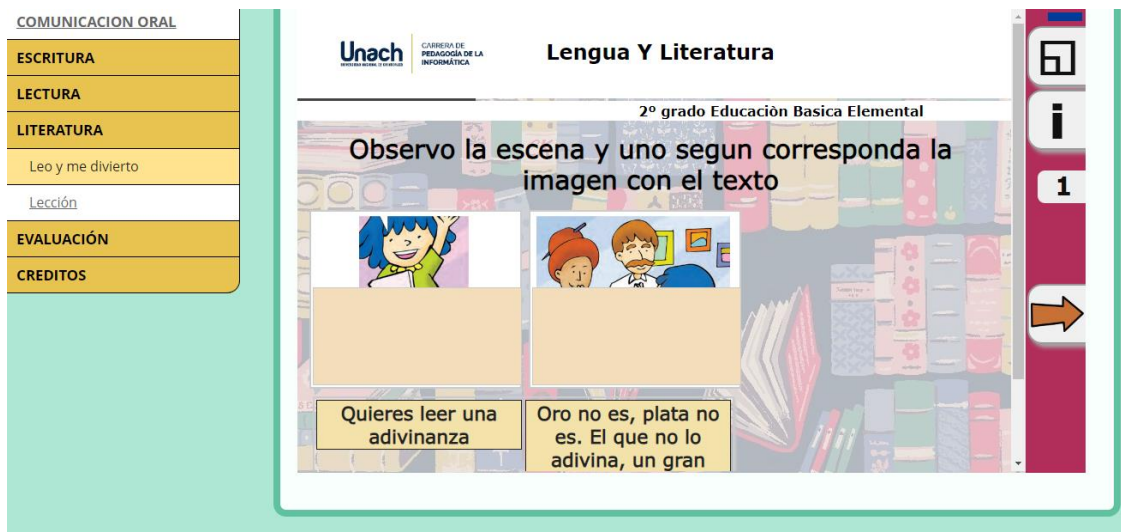 COMUNICACION ORAL
ESCRITURA
LECTURA
LITERATURA
Leo y me divierto
Lección
EVALUACIÓN
CREDITOS
Unach
CARRERA DE
PEDAGOGÍA DE LA
INFORMÁTICA
Lengua Y Literatura
2º grado Educaciòn Basica Elemental
Observo la escena y uno segun corresponda la
imagen con el texto
Quieres leer una
adivinanza
Oro no es, plata no
es. El que no lo
adivina, un gran
i
1